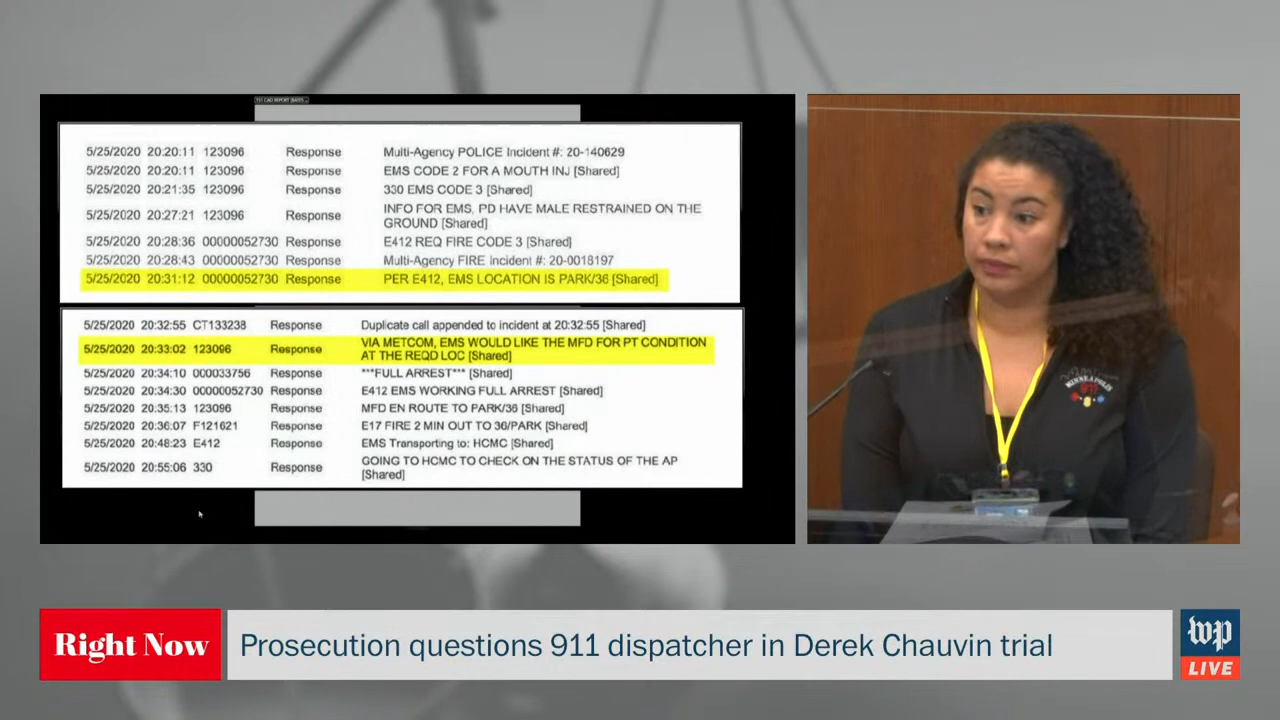 911 CAD REPORT
5/25/2020 20:20:11 123096 Response Multi-Agency POLICE Incident #: 20-140629
5/25/2020 20:20:11 123096 Response EMS CODE 2 FOR A MOUTH INJ [Shared]
5/25/2020 20:21:35 123096 Response 330 EMS CODE 3 [Shared]
5/25/2020 20:27:21 123096 Response INFO FOR EMS, PD HAVE MALE RESTRAINED ON THE
GROUND [Shared]
5/25/2020 20:28:36 00000052730 Response E412 REQ FIRE CODE 3 [Shared]
5/25/2020 20:28:43 00000052730 Response Multi-Agency FIRE Incident #: 20-0018197
5/25/2020 20:31:12 00000052730 Response PER E412, EMS LOCATION IS PARK/36 [Shared]
5/25/2020 20:32:55 CT133238 Response Duplicate call appended to incident at 20:32:55 [Shared]
5/25/2020 20:33:02 123096 Response VIA METCOM, EMS WOULD LIKE THE MFD FOR PT CONDITION
AT THE REQD LOC [Shared]
5/25/2020 20:34:10 000033756 Response ***FULL ARREST*** [Shared]
5/25/2020 20:34:30 00000052730 Response E412 EMS WORKING FULL ARREST [Shared]
5/25/2020 20:35:13 123096 Response MFD EN ROUTE TO PARK/36 [Shared]
5/25/2020 20:36:07 F121621 Response E17 FIRE 2 MIN OUT TO 36/PARK [Shared]
5/25/2020 20:48:23 E412 Response EMS Transporting to: HCMC [Shared]
5/25/2020 20:55:06 330 Response GOING TO HCMC TO CHECK ON THE STATUS OF THE AP
[Shared]
MINNEAPOLIS
911
Right Now
Prosecution questions 911 dispatcher in Derek Chauvin trial
wp
LIVE